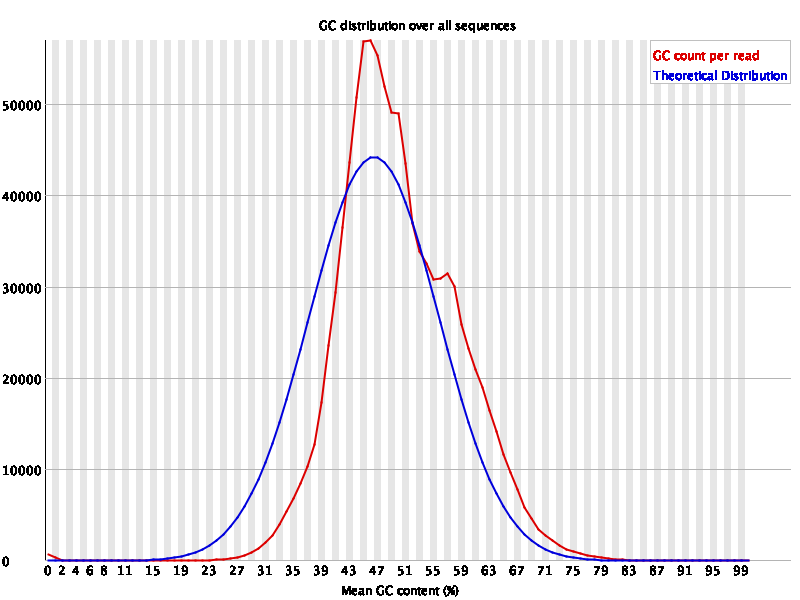 GC distribution over all sequences
GC count per read
Theoretical Distribution
50000
40000
30000
20000
10000
0
0 2 4 6 8 11 15 19 23 27 31 35 39 43 47 51 55 59 63 67 71 75 79 83 87 91 95 99
Mean GC content (%)